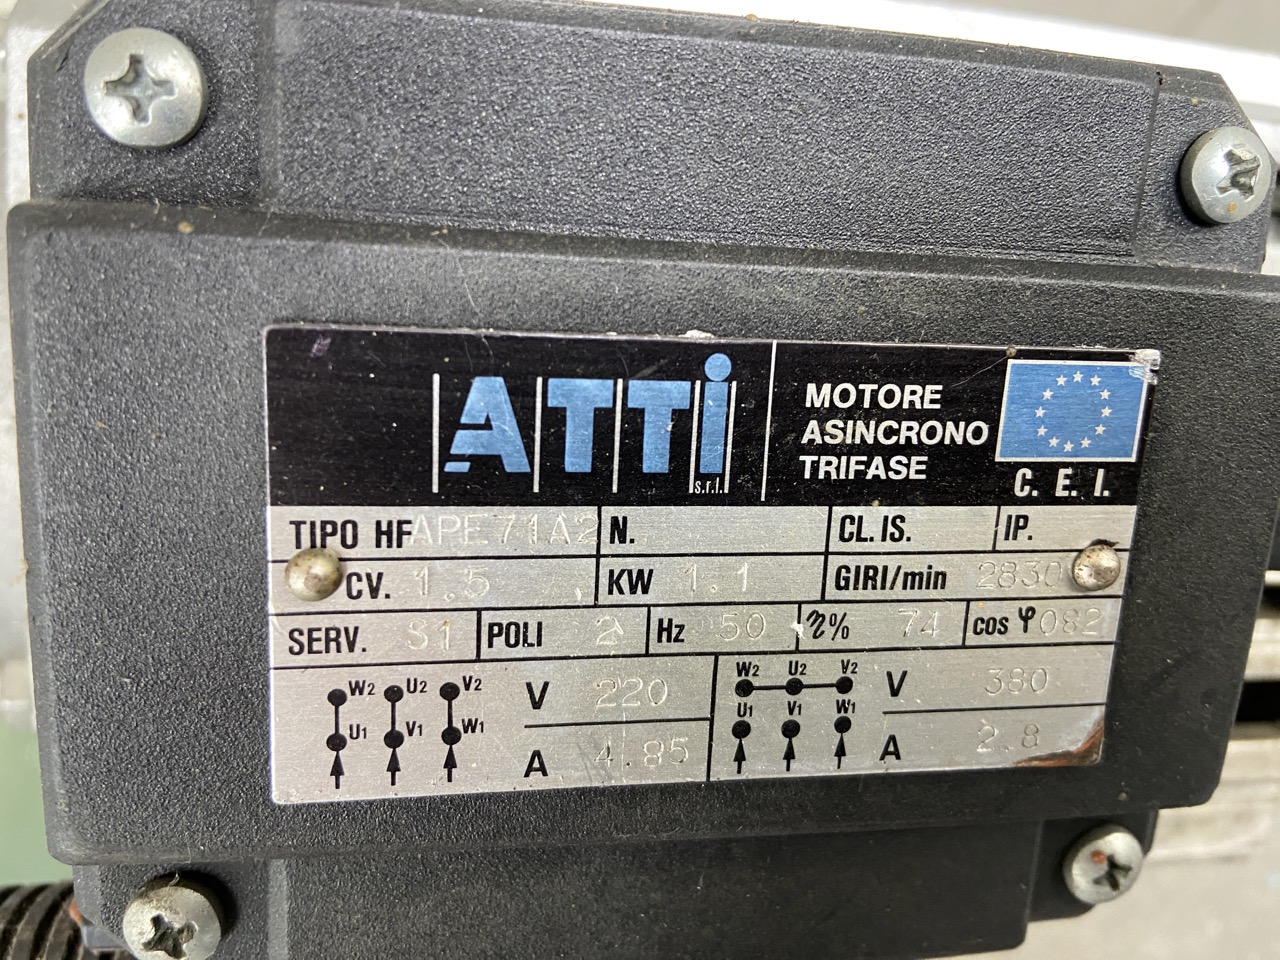 ATTi s.r.l.
MOTORE
ASINCRONO
TRIFASE
C. E. I.
TIPO HF APE71A2 N. CL. IS. IP.
CV. 1.5 KW 1.1 GIRI/min 2830
SERV. S1 POLI 2 Hz 50 η% 74 cos φ 082
W2 U2 V2 V 220 W2 U2 V2 V 380
U1 V1 W1 A 4.85 U1 V1 W1 A 2.8